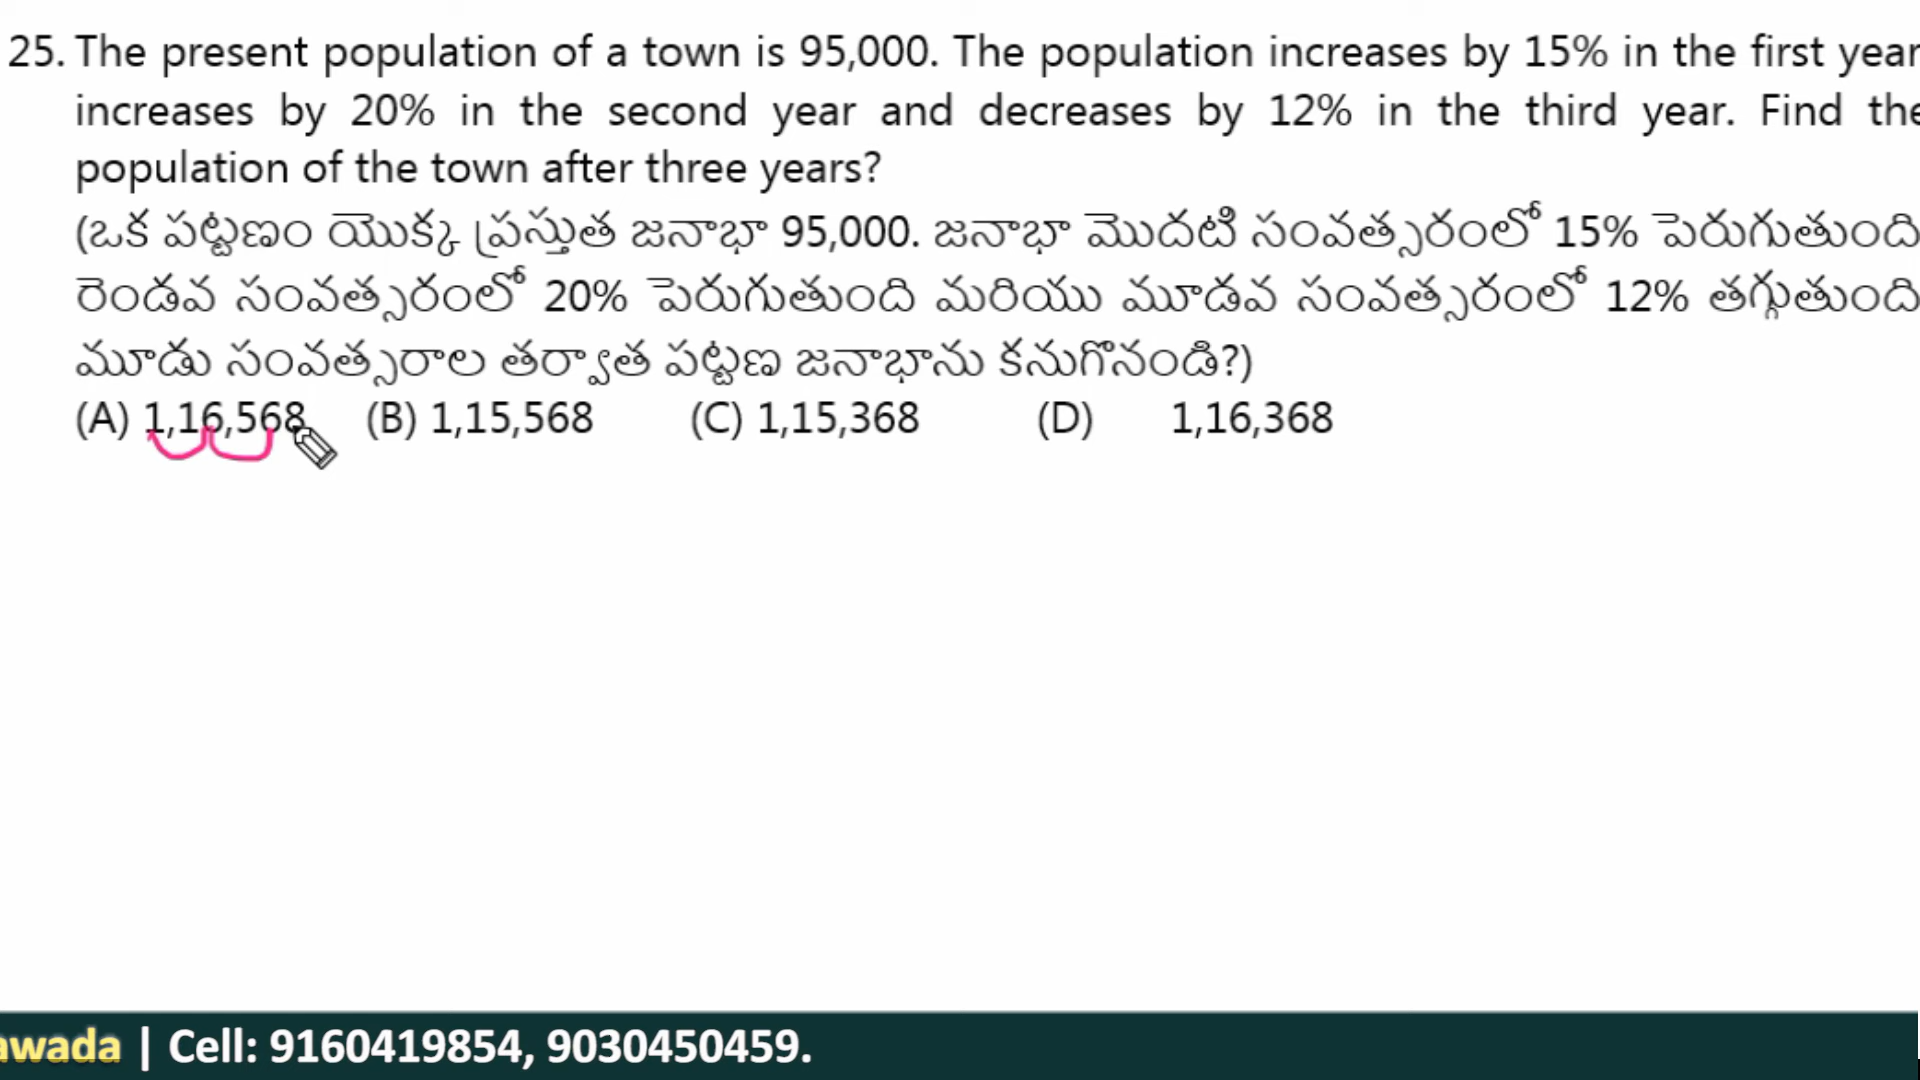 25. The present population of a town is 95,000. The population increases by 15% in the first year
increases by 20% in the second year and decreases by 12% in the third year. Find the
population of the town after three years?
(ఒక పట్టణం యొక్క ప్రస్తుత జనాభా 95,000. జనాభా మొదటి సంవత్సరంలో 15% పెరుగుతుంది
రెండవ సంవత్సరంలో 20% పెరుగుతుంది మరియు మూడవ సంవత్సరంలో 12% తగ్గుతుంది
మూడు సంవత్సరాల తర్వాత పట్టణ జనాభాను కనుగొనండి?)
(A) 1,16,568 (B) 1,15,568 (C) 1,15,368 (D) 1,16,368
awada | Cell: 9160419854, 9030450459.